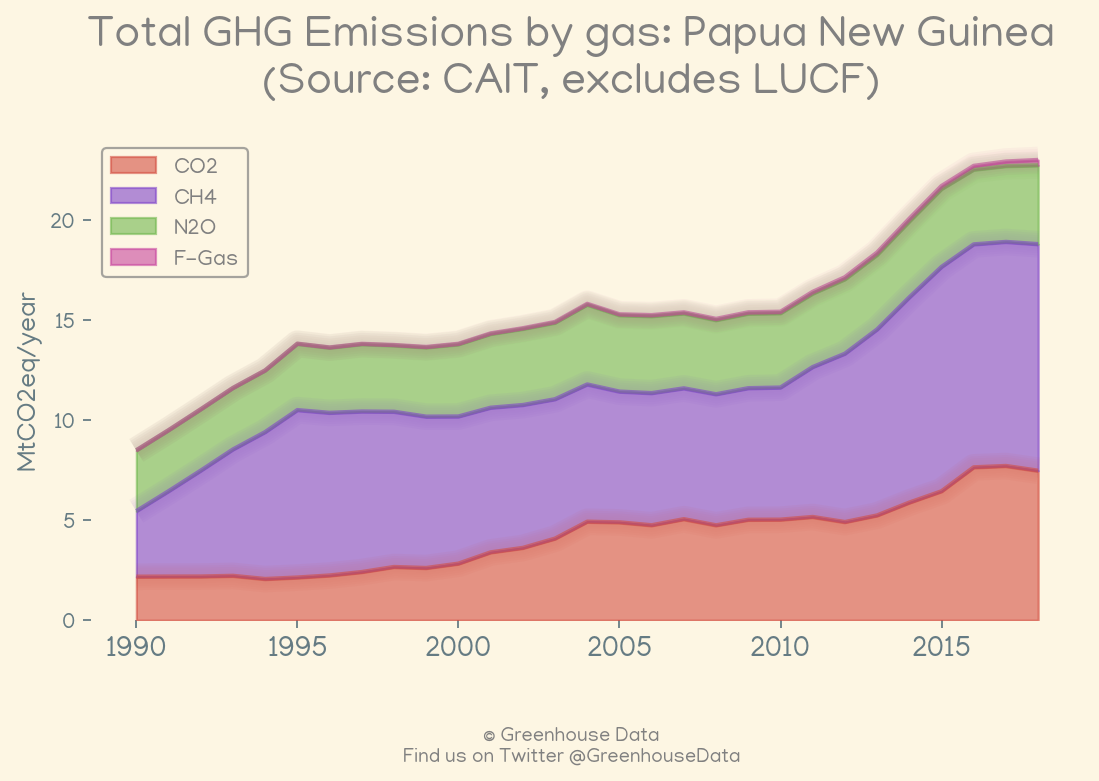 Total GHG Emissions by gas: Papua New Guinea
(Source: CAIT, excludes LUCF)
CO2
CH4
N2O
F-Gas
MtCO2eq/year
20
15
10
5
0
1990 1995 2000 2005 2010 2015
© Greenhouse Data
Find us on Twitter @GreenhouseData